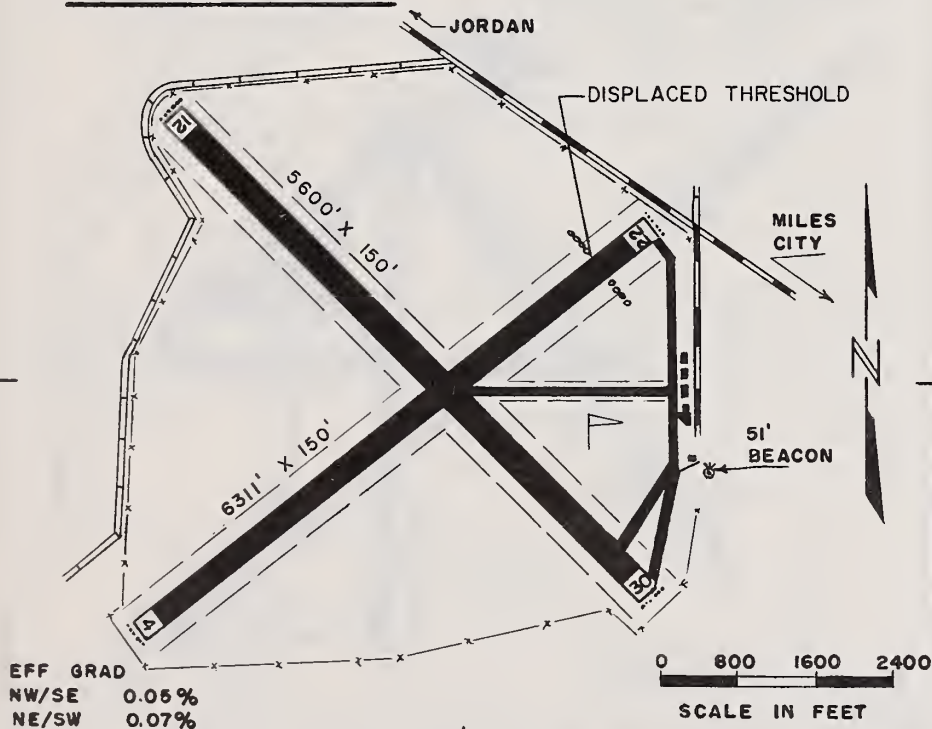 JORDAN
DISPLACED THRESHOLD
12
5600' X 150'
22
MILES
CITY
N
6311' X 150'
51'
BEACON
30
4
EFF GRAD
NW/SE 0.05%
NE/SW 0.07%
0 800 1600 2400
SCALE IN FEET